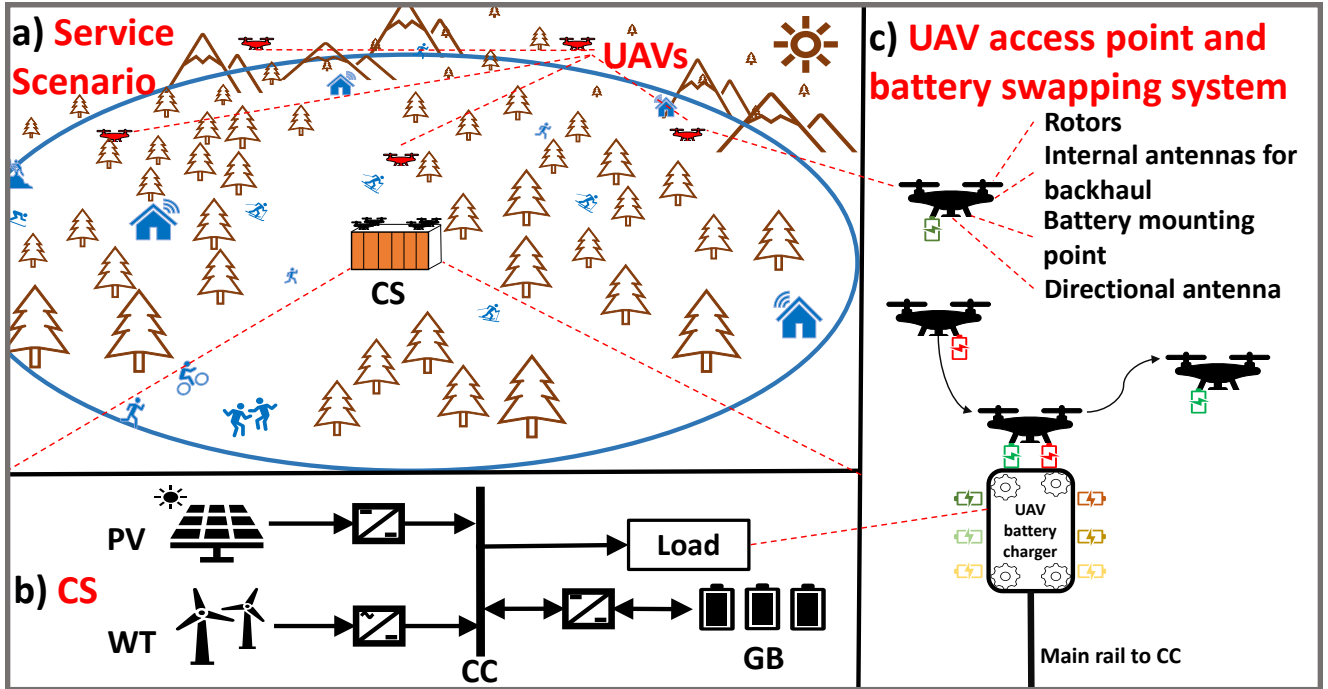 a) Service
Scenario
UAVs
CS
PV
WT
b) CS
CC
Load
GB
c) UAV access point and
battery swapping system
Rotors
Internal antennas for
backhaul
Battery mounting
point
Directional antenna
UAV
battery
charger
Main rail to CC